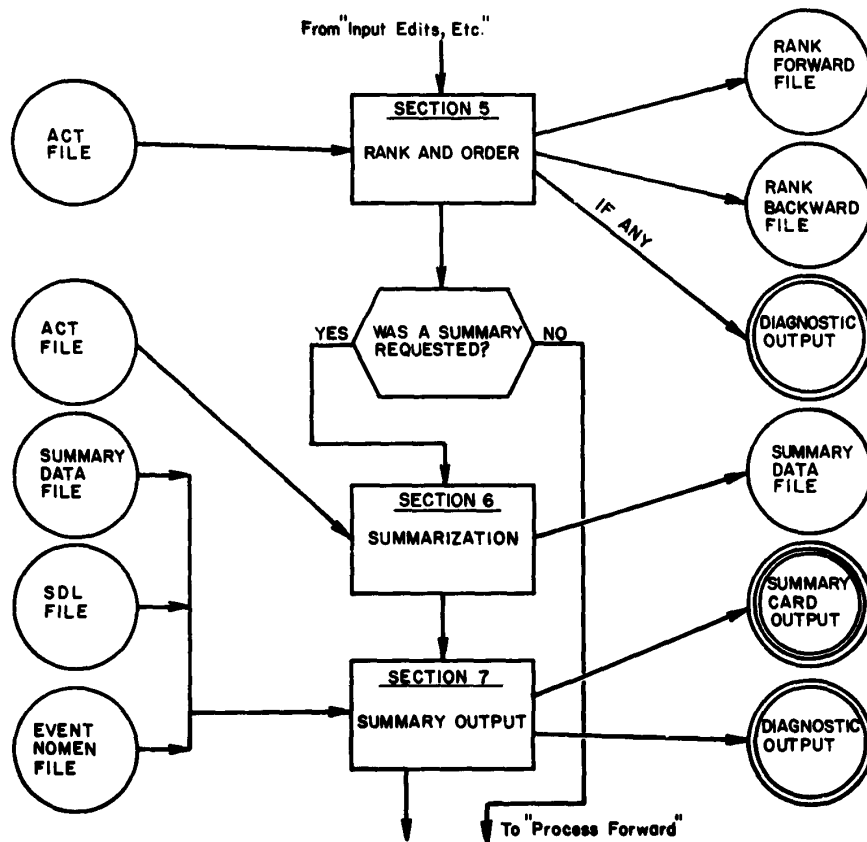 From "Input Edits, Etc."
RANK
FORWARD
FILE
SECTION 5
RANK AND ORDER
ACT
FILE
RANK
BACKWARD
FILE
IF ANY
DIAGNOSTIC
OUTPUT
ACT
FILE
YES
WAS A SUMMARY
REQUESTED?
NO
SUMMARY
DATA
FILE
SUMMARY
DATA
FILE
SECTION 6
SUMMARIZATION
SDL
FILE
SUMMARY
CARD
OUTPUT
SECTION 7
SUMMARY OUTPUT
EVENT
NOMEN
FILE
DIAGNOSTIC
OUTPUT
To "Process Forward"